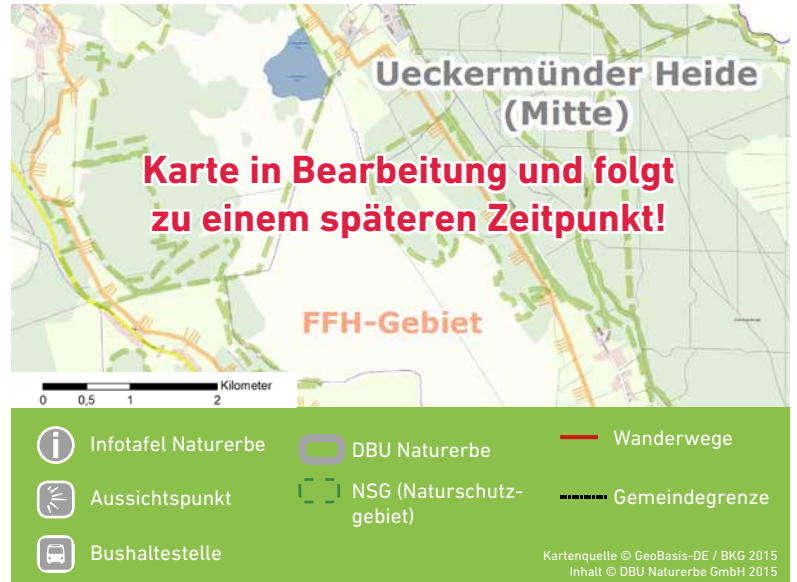 Ueckermünder Heide
(Mitte)
Karte in Bearbeitung und folgt
zu einem späteren Zeitpunkt!
FFH-Gebiet
Kilometer
0 0,5 1 2
Infotafel Naturerbe
Aussichtspunkt
Bushaltestelle
DBU Naturerbe
NSG (Naturschutz-
gebiet)
Wanderwege
Gemeindegrenze
Kartenquelle © GeoBasis-DE / BKG 2015
Inhalt © DBU Naturerbe GmbH 2015